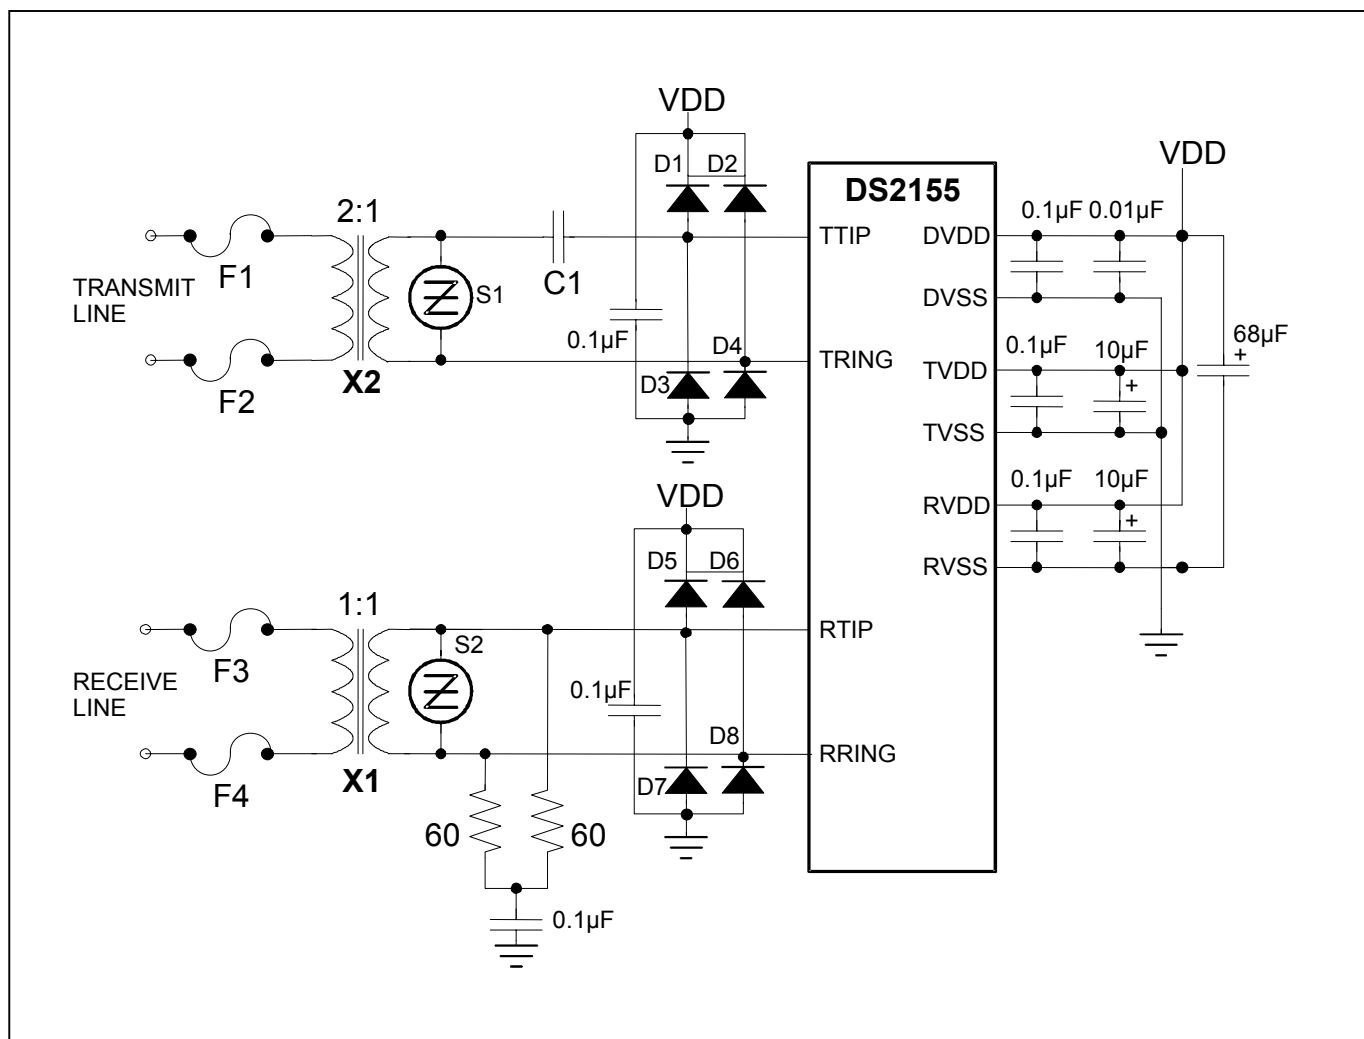 VDD
D1
D2
DS2155
VDD
2:1
0.1µF
0.01µF
TTIP
DVDD
F1
C1
S1
TRANSMIT
LINE
DVSS
0.1µF
D4
0.1µF
10µF
68µF
+
TRING
TVDD
X2
F2
D3
+
TVSS
VDD
0.1µF
10µF
RVDD
+
D5
D6
RVSS
1:1
RTIP
S2
F3
RECEIVE
LINE
0.1µF
D8
RRING
X1
F4
D7
60
60
0.1µF